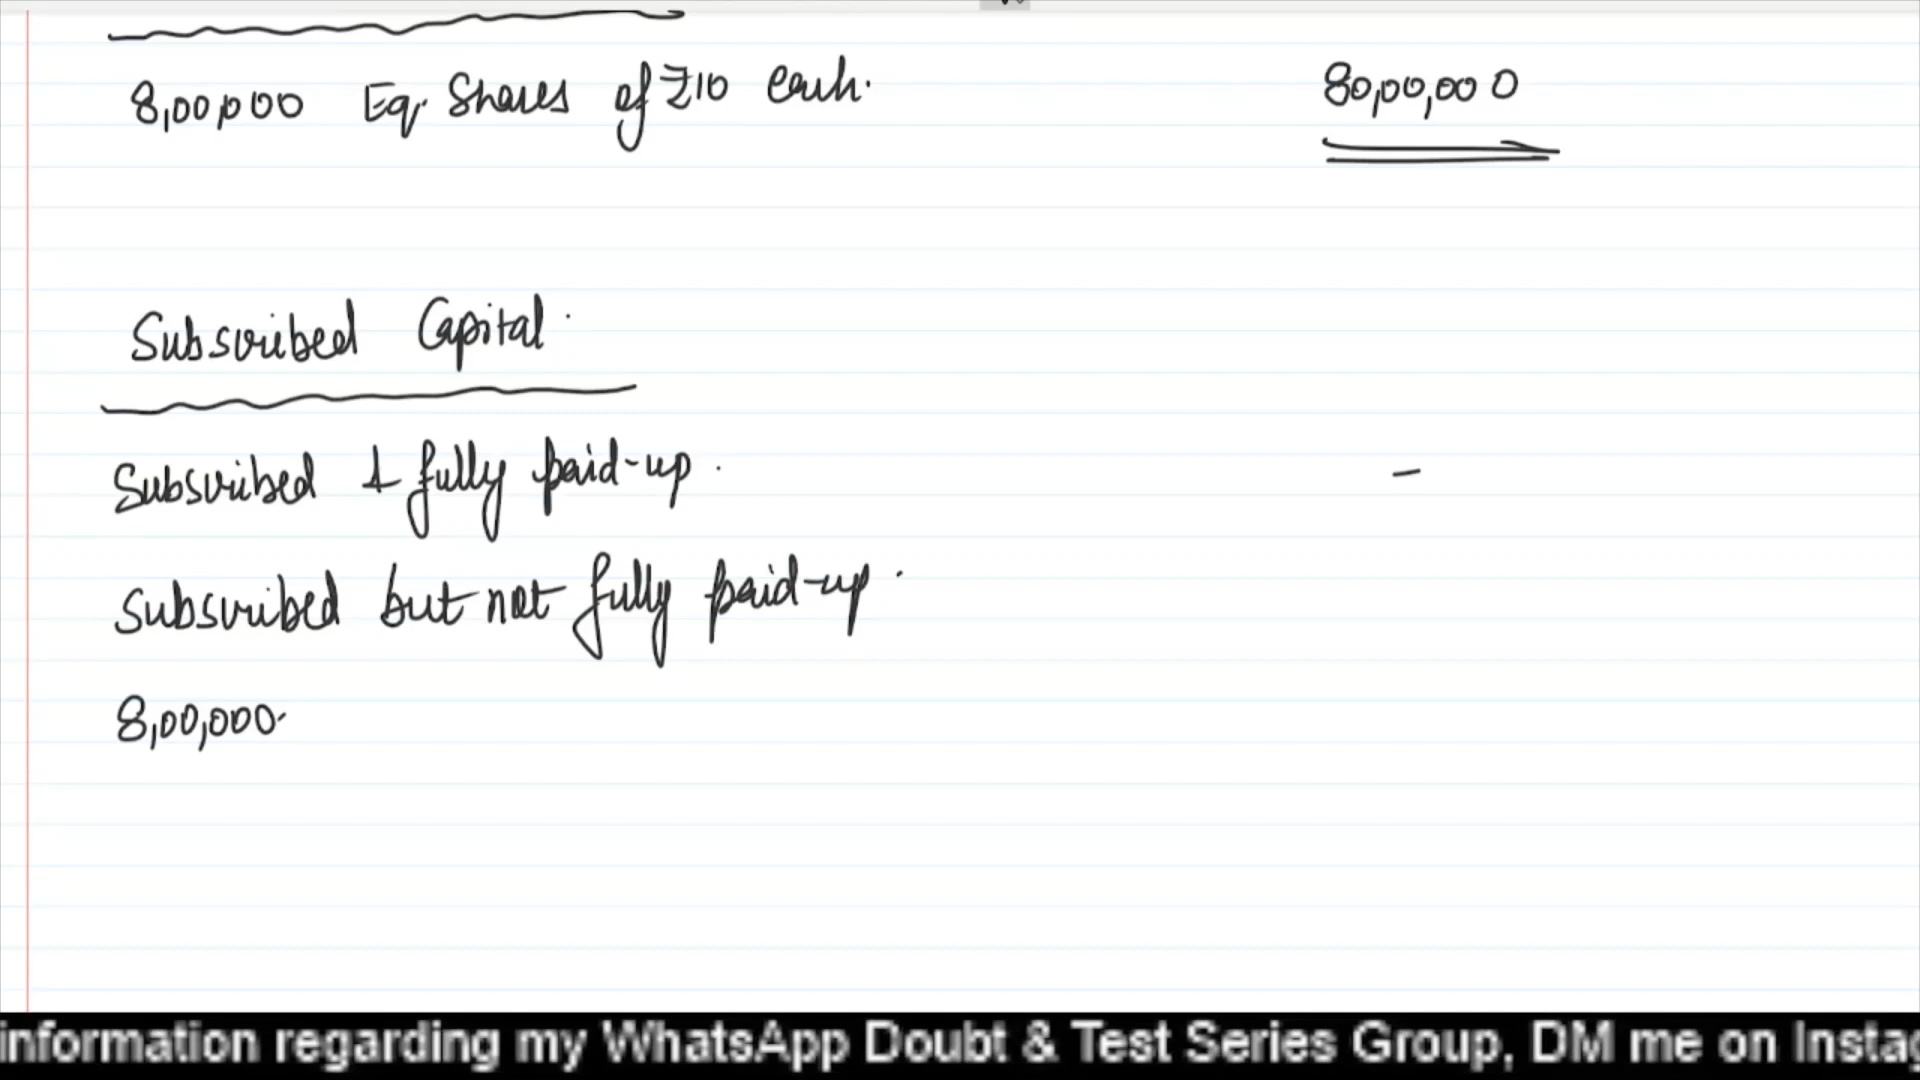 8,00,000 Eq. Shares of ₹10 each. 80,00,000
Subscribed Capital.
Subscribed & fully paid-up. –
Subscribed but not fully paid-up.
8,00,000
information regarding my WhatsApp Doubt & Test Series Group, DM me on Instag